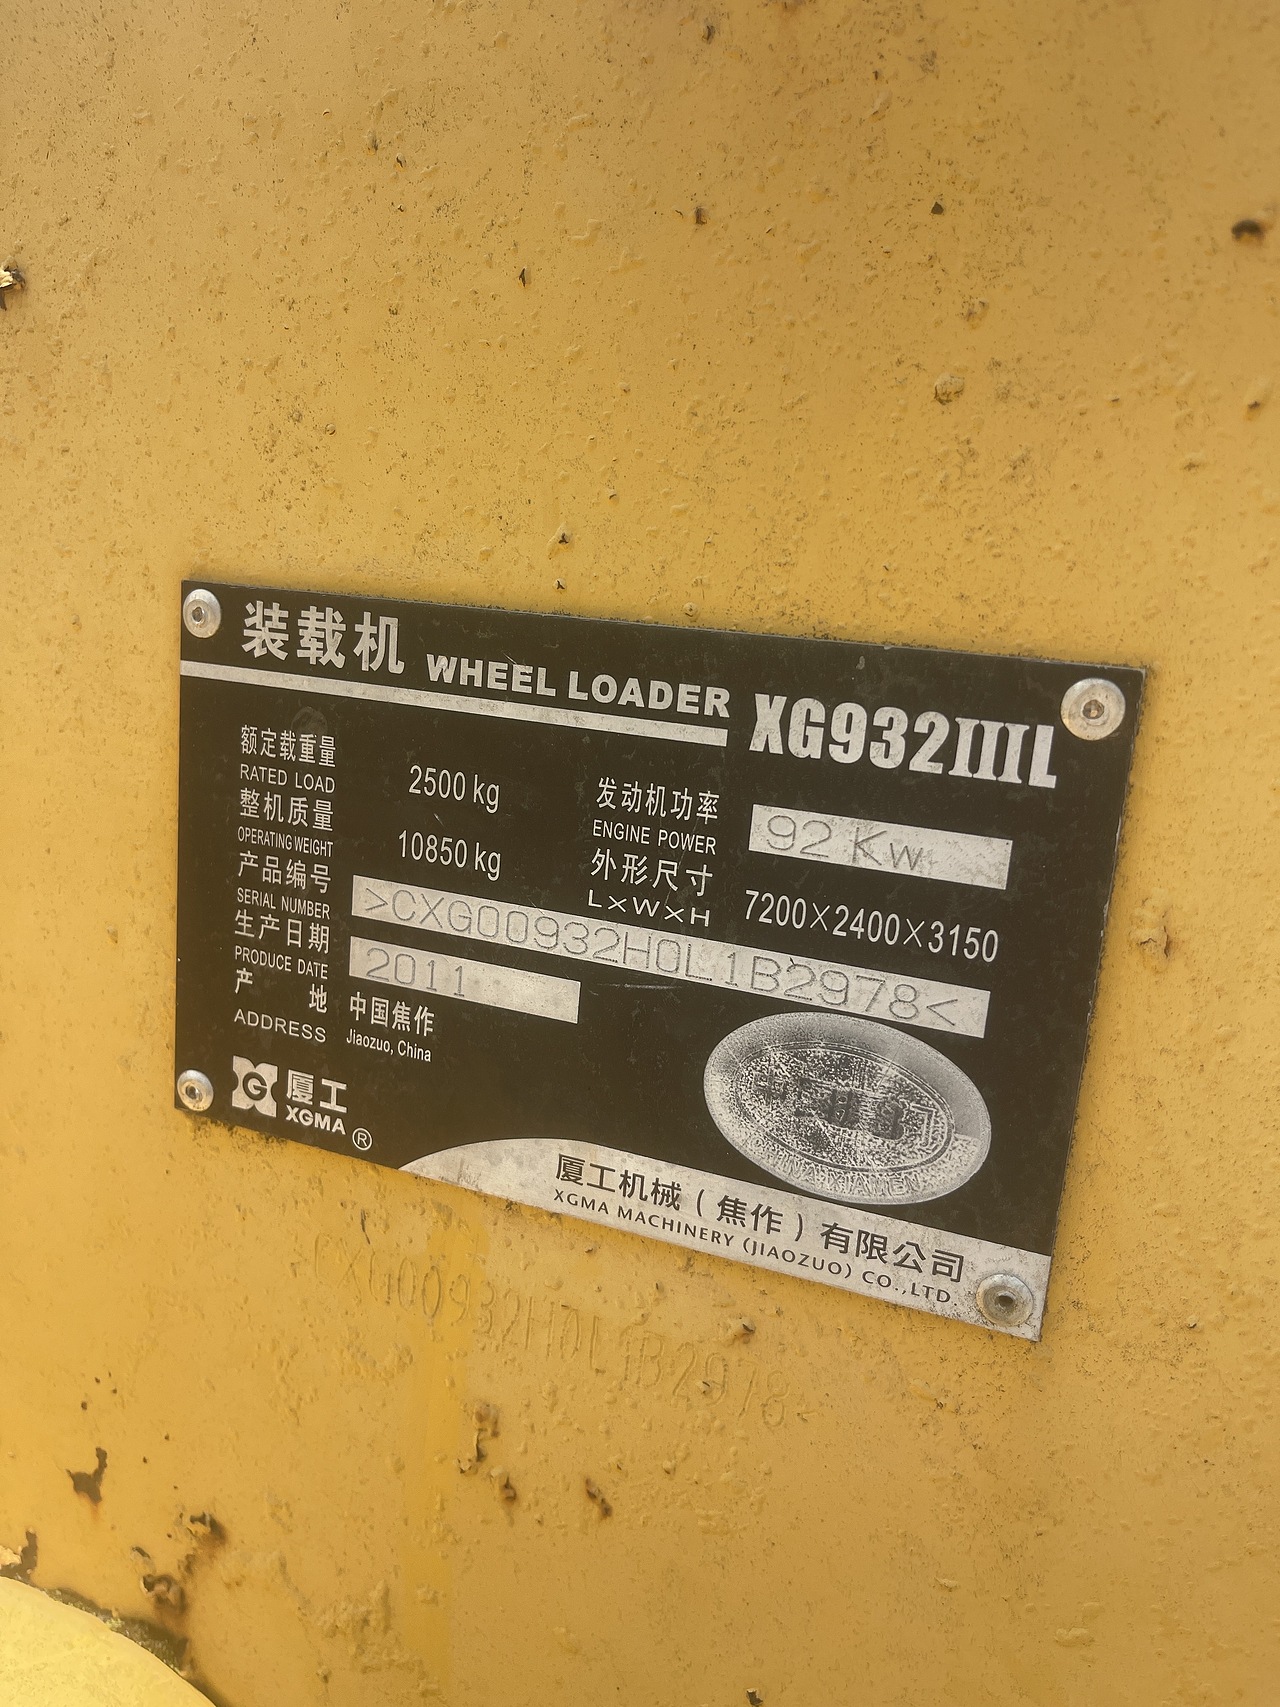 装载机 WHEEL LOADER XG932IIIL
额定载重量
RATED LOAD
2500 kg
发动机功率
ENGINE POWER
92 Kw
整机质量
OPERATING WEIGHT
10850 kg
外形尺寸
L×W×H
7200×2400×3150
产品编号
SERIAL NUMBER
>CXG00932H0L1B2978<
生产日期
PRODUCE DATE
2011
产 地
ADDRESS
中国焦作
Jiaozuo, China
G 厦工
XGMA ®
厦工机械(焦作)有限公司
XGMA MACHINERY (JIAOZUO) CO.,LTD
CXG00932H0L1B2978<